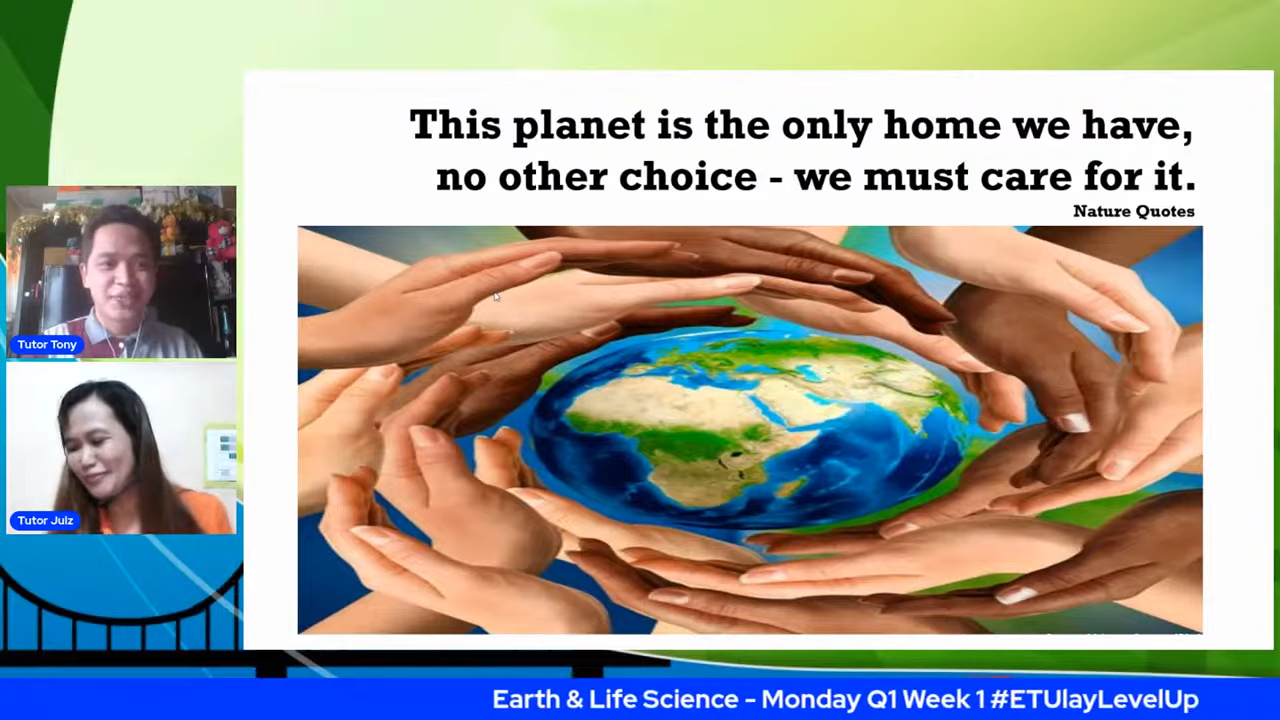 This planet is the only home we have,
no other choice - we must care for it.
Nature Quotes
Tutor Tony
Tutor Julz
Earth & Life Science - Monday Q1 Week 1 #ETUlayLevelUp